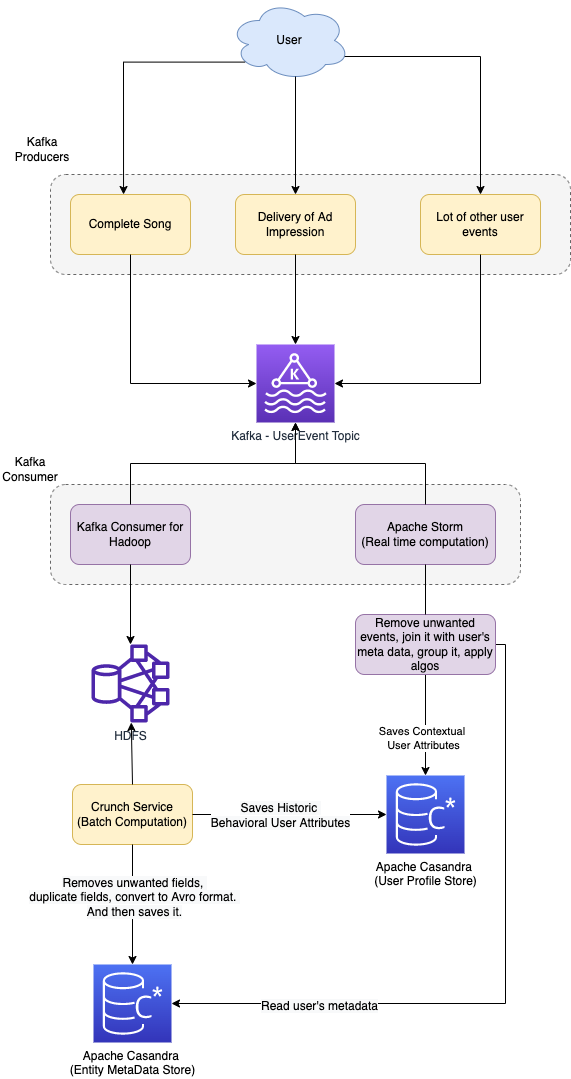 User
Kafka
Producers
Complete Song
Delivery of Ad
Impression
Lot of other user
events
K
Kafka - UserEvent Topic
Kafka
Consumer
Kafka Consumer for
Hadoop
Apache Storm
(Real time computation)
Remove unwanted
events, join it with user's
meta data, group it, apply
algos
HDFS
Saves Contextual
User Attributes
Crunch Service
(Batch Computation)
Saves Historic
Behavioral User Attributes
C*
Apache Casandra
(User Profile Store)
Removes unwanted fields,
duplicate fields, convert to Avro format.
And then saves it.
C*
Read user's metadata
Apache Casandra
(Entity MetaData Store)